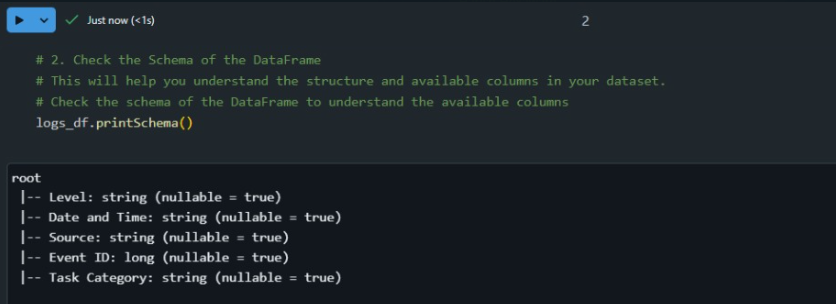 Just now (<1s)
2
# 2. Check the Schema of the DataFrame
# This will help you understand the structure and available columns in your dataset.
# Check the schema of the DataFrame to understand the available columns
logs_df.printSchema()
root
|-- Level: string (nullable = true)
|-- Date and Time: string (nullable = true)
|-- Source: string (nullable = true)
|-- Event ID: long (nullable = true)
|-- Task Category: string (nullable = true)